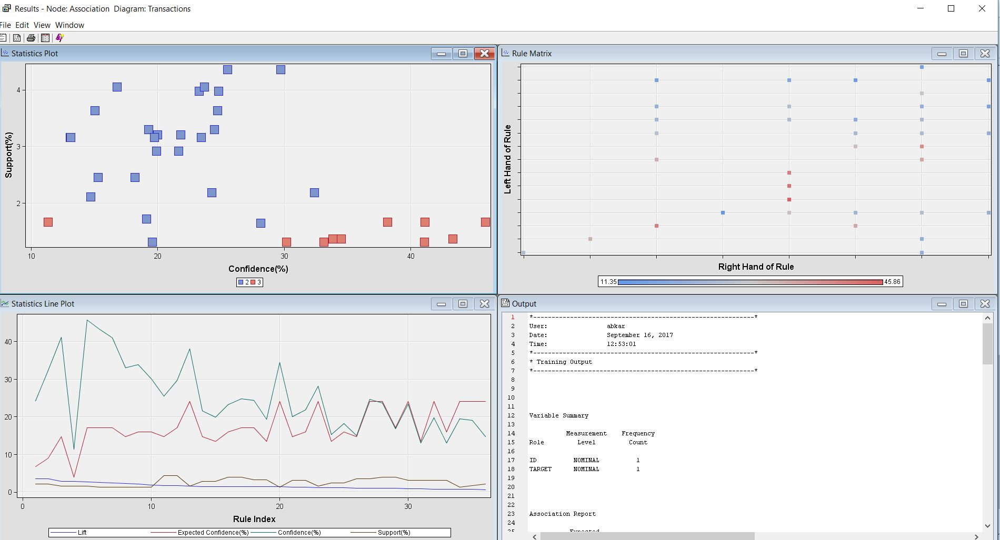 Results - Node: Association  Diagram: Transactions
File Edit View Window
Statistics Plot
Support(%)
4
3
2
10 20 30 40
Confidence(%)
2 3
Rule Matrix
Left Hand of Rule
Right Hand of Rule
11.35 45.86
Statistics Line Plot
40
30
20
10
0
0 10 20 30
Rule Index
Lift Expected Confidence(%) Confidence(%) Support(%)
Output
1 *------------------------------------------------------------*
2 User: abkar
3 Date: September 16, 2017
4 Time: 12:53:01
5 *------------------------------------------------------------*
6 * Training Output
7 *------------------------------------------------------------*
8
9
10
11
12 Variable Summary
13
14 Measurement Frequency
15 Role Level Count
16
17 ID NOMINAL 1
18 TARGET NOMINAL 1
19
20
21
22
23 Association Report
24
25 Expected